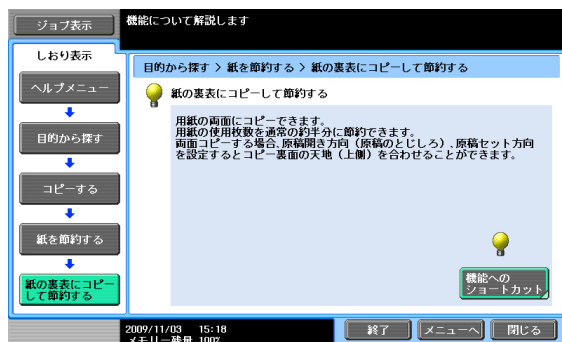 ジョブ表示
機能について解説します
しおり表示
ヘルプメニュー
目的から探す
コピーする
紙を節約する
紙の裏表にコピー
して節約する
目的から探す > 紙を節約する > 紙の裏表にコピーして節約する
紙の裏表にコピーして節約する
用紙の両面にコピーできます。
用紙の使用枚数を通常の約半分に節約できます。
両面コピーする場合、原稿開き方向（原稿のとじしろ）、原稿セット方向
を設定するとコピー裏面の天地（上側）を合わせることができます。
機能への
ショートカット
2009/11/03 15:18
メモリー残量 100%
終了
メニューへ
閉じる